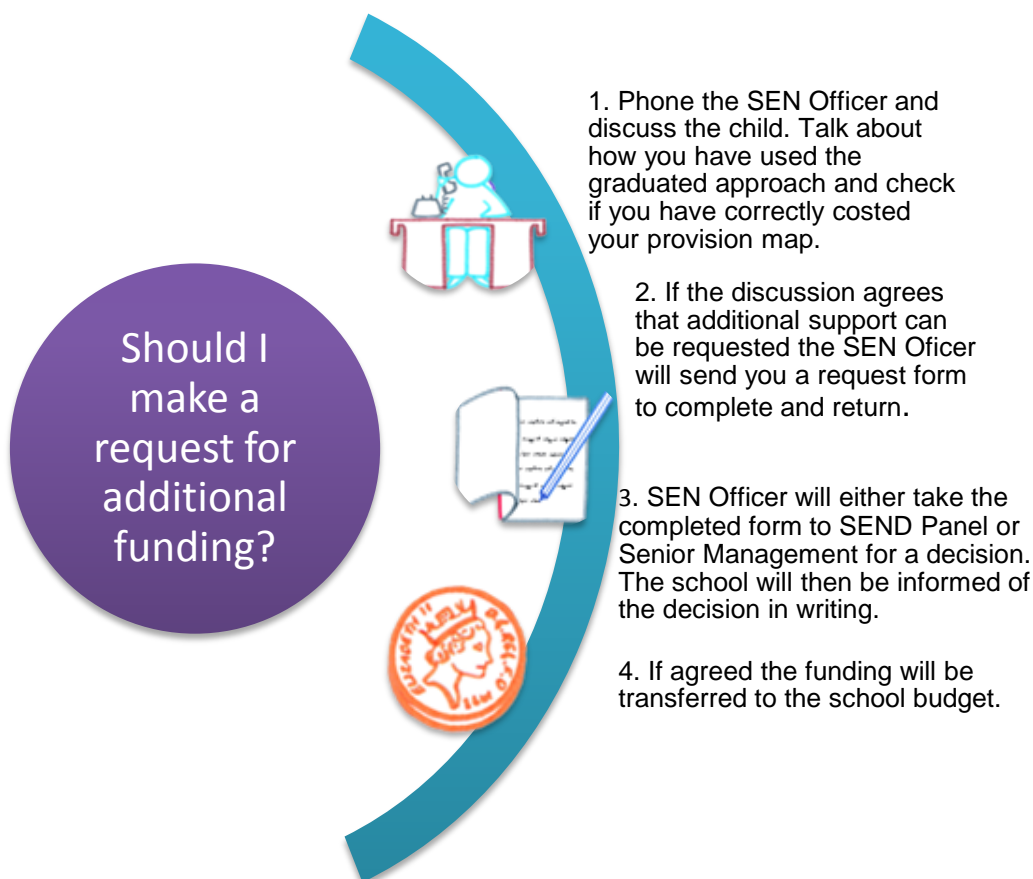 Should I
make a
request for
additional
funding?
1. Phone the SEN Officer and
discuss the child. Talk about
how you have used the
graduated approach and check
if you have correctly costed
your provision map.
2. If the discussion agrees
that additional support can
be requested the SEN Oficer
will send you a request form
to complete and return.
3. SEN Officer will either take the
completed form to SEND Panel or
Senior Management for a decision.
The school will then be informed of
the decision in writing.
4. If agreed the funding will be
transferred to the school budget.
ELIZABETH II